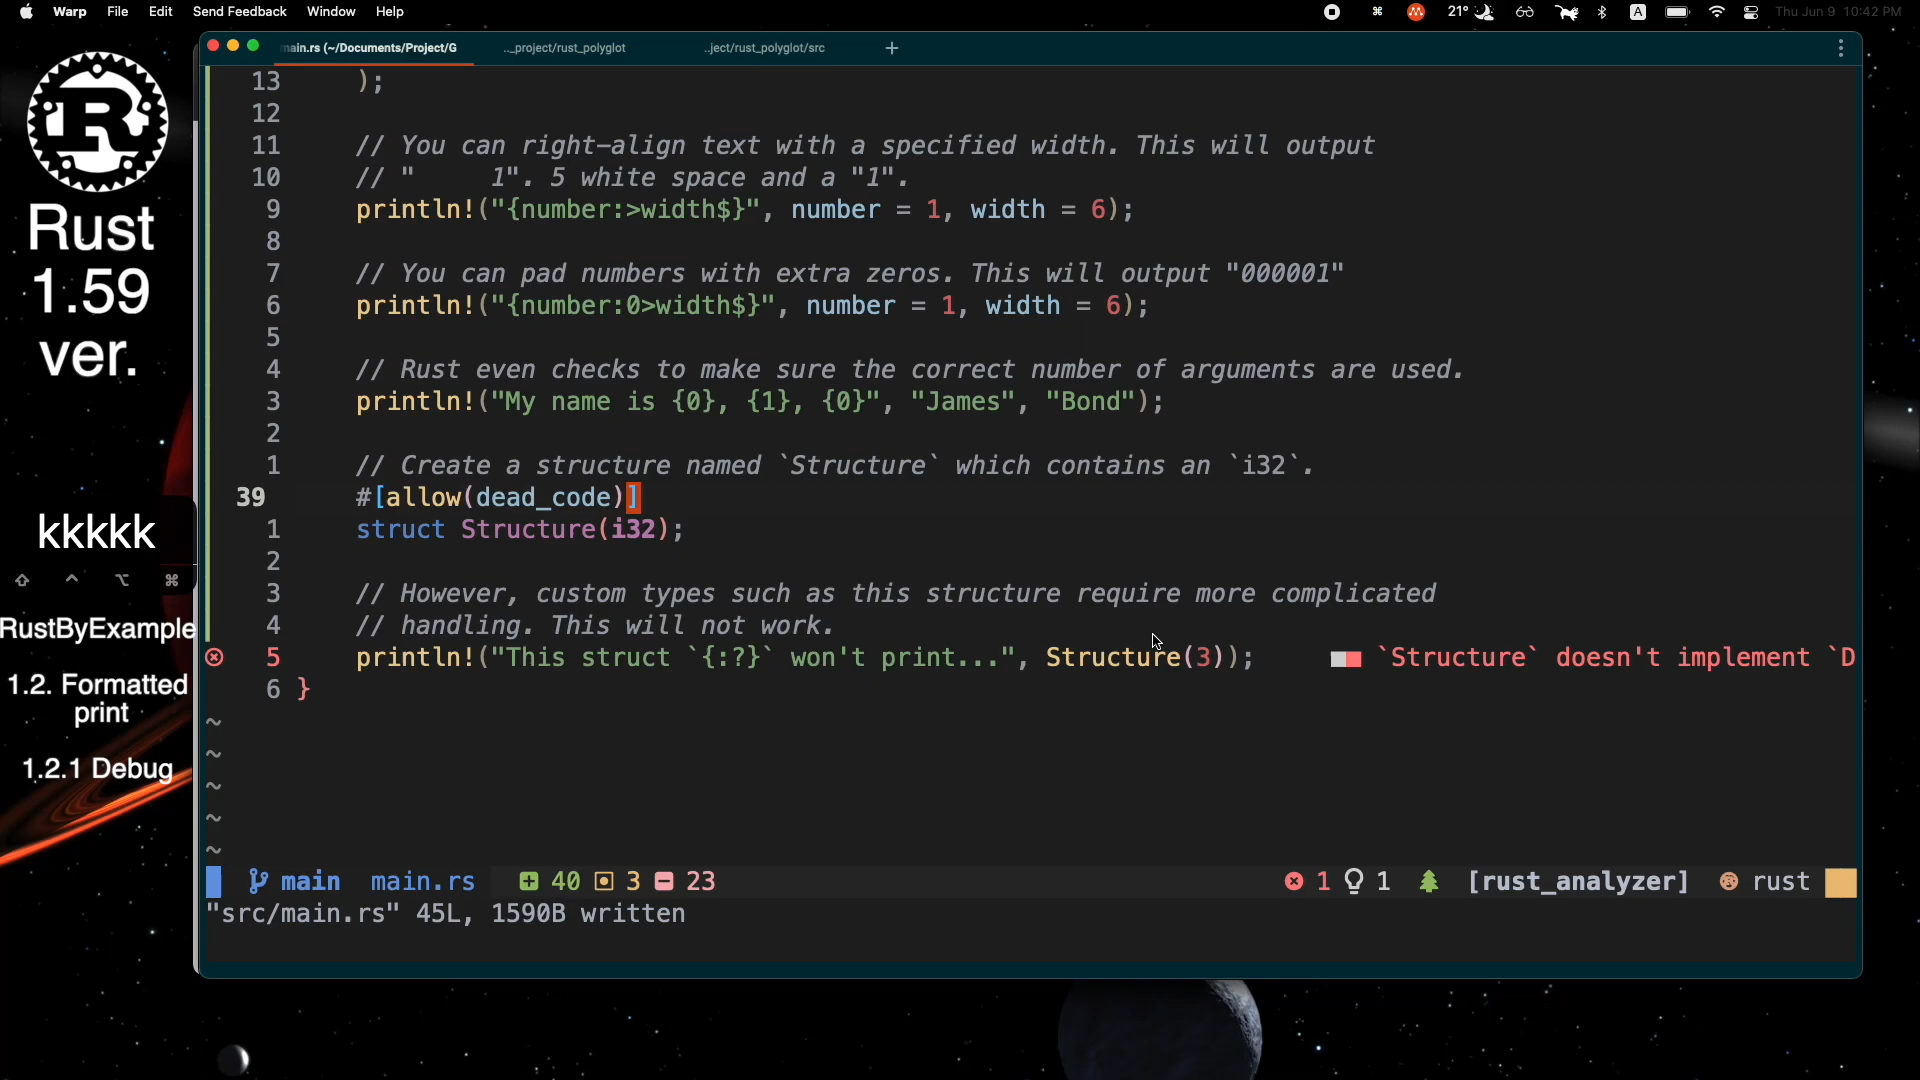 Warp File Edit Send Feedback Window Help
21° A Thu Jun 9 10:42 PM
main.rs (~/Documents/Project/G
.._project/rust_polyglot
..ject/rust_polyglot/src
+
R
Rust
1.59
ver.
kkkkk
⇧ ⌃ ⌥ ⌘
RustByExample
1.2. Formatted
print
1.2.1 Debug
13 );
12
11 // You can right-align text with a specified width. This will output
10 // "     1". 5 white space and a "1".
9 println!("{number:>width$}", number = 1, width = 6);
8
7 // You can pad numbers with extra zeros. This will output "000001"
6 println!("{number:0>width$}", number = 1, width = 6);
5
4 // Rust even checks to make sure the correct number of arguments are used.
3 println!("My name is {0}, {1}, {0}", "James", "Bond");
2
1 // Create a structure named `Structure` which contains an `i32`.
39 #[allow(dead_code)]
1 struct Structure(i32);
2
3 // However, custom types such as this structure require more complicated
4 // handling. This will not work.
5 println!("This struct `{:?}` won't print...", Structure(3)); `Structure` doesn't implement `D
6 }
~
~
~
~
~
main main.rs 40 3 23 1 1 [rust_analyzer] rust
"src/main.rs" 45L, 1590B written